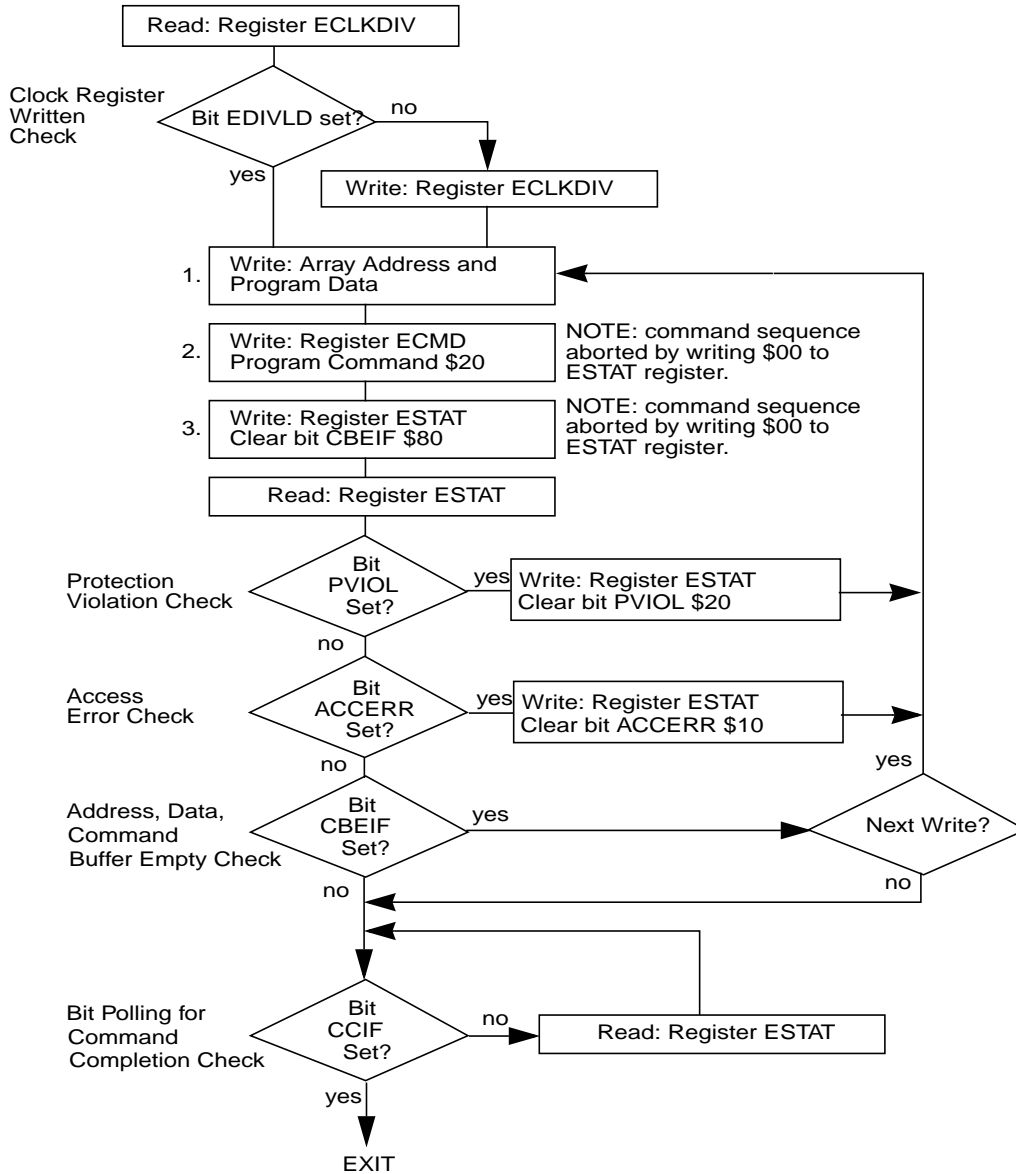 Read: Register ECLKDIV
Clock Register
Written
Check
Bit EDIVLD set?
no
yes
Write: Register ECLKDIV
1.
Write: Array Address and
Program Data
2.
Write: Register ECMD
Program Command $20
NOTE: command sequence
aborted by writing $00 to
ESTAT register.
3.
Write: Register ESTAT
Clear bit CBEIF $80
NOTE: command sequence
aborted by writing $00 to
ESTAT register.
Read: Register ESTAT
Protection
Violation Check
Bit
PVIOL
Set?
yes
Write: Register ESTAT
Clear bit PVIOL $20
no
Access
Error Check
Bit
ACCERR
Set?
yes
Write: Register ESTAT
Clear bit ACCERR $10
no
yes
Address, Data,
Command
Buffer Empty Check
Bit
CBEIF
Set?
yes
Next Write?
no
no
Bit Polling for
Command
Completion Check
Bit
CCIF
Set?
no
Read: Register ESTAT
yes
EXIT